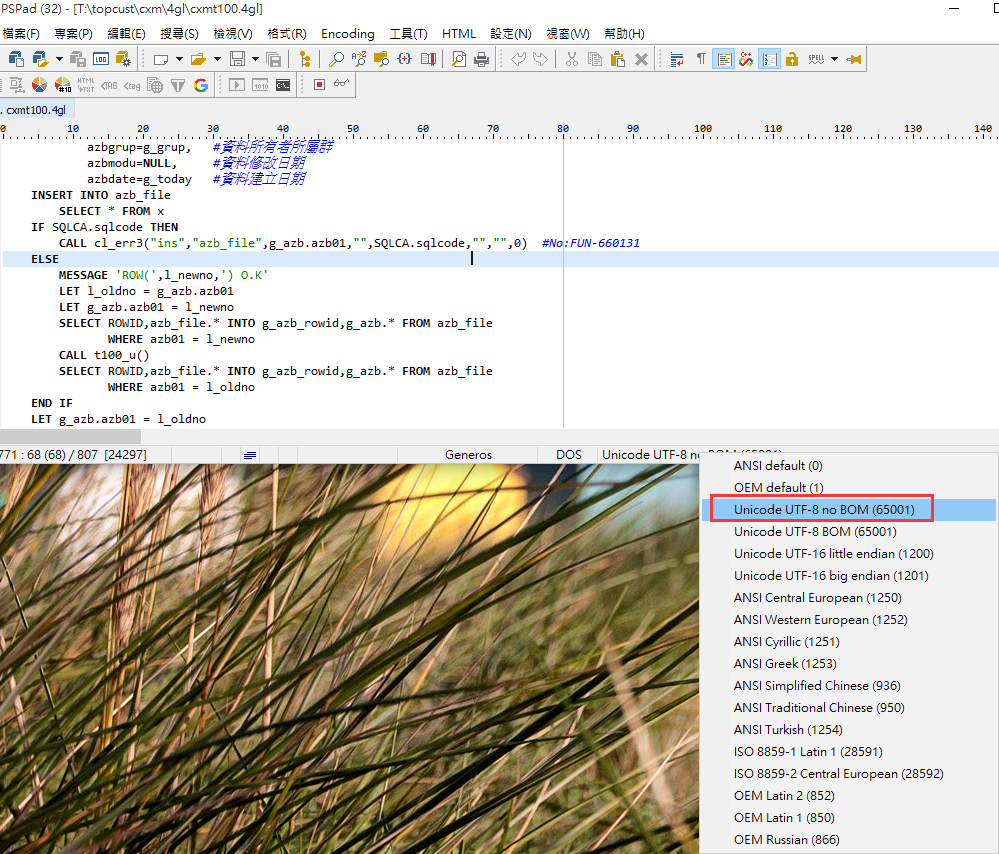 PSPad (32) - [T:\topcust\cxm\4gl\cxmt100.4gl]
檔案(F) 專案(P) 編輯(E) 搜尋(S) 檢視(V) 格式(R) Encoding 工具(T) HTML 設定(N) 視窗(W) 幫助(H)
LOG
SPELL
#10 HTML TXT <TAG <tag 1010 C:\
. cxmt100.4gl
0 10 20 30 40 50 60 70 80 90 100 110 120 130 140
azbgrup=g_grup, #資料所有者所屬群
azbmodu=NULL, #資料修改日期
azbdate=g_today #資料建立日期
INSERT INTO azb_file
SELECT * FROM x
IF SQLCA.sqlcode THEN
CALL cl_err3("ins","azb_file",g_azb.azb01,"",SQLCA.sqlcode,"","",0) #No:FUN-660131
ELSE
MESSAGE 'ROW(',l_newno,') O.K'
LET l_oldno = g_azb.azb01
LET g_azb.azb01 = l_newno
SELECT ROWID,azb_file.* INTO g_azb_rowid,g_azb.* FROM azb_file
WHERE azb01 = l_newno
CALL t100_u()
SELECT ROWID,azb_file.* INTO g_azb_rowid,g_azb.* FROM azb_file
WHERE azb01 = l_oldno
END IF
LET g_azb.azb01 = l_oldno
771 : 68 (68) / 807 [24297] Generos DOS Unicode UTF-8 no BOM (65001)
ANSI default (0)
OEM default (1)
Unicode UTF-8 no BOM (65001)
Unicode UTF-8 BOM (65001)
Unicode UTF-16 little endian (1200)
Unicode UTF-16 big endian (1201)
ANSI Central European (1250)
ANSI Western European (1252)
ANSI Cyrillic (1251)
ANSI Greek (1253)
ANSI Simplified Chinese (936)
ANSI Traditional Chinese (950)
ANSI Turkish (1254)
ISO 8859-1 Latin 1 (28591)
ISO 8859-2 Central European (28592)
OEM Latin 2 (852)
OEM Latin 1 (850)
OEM Russian (866)